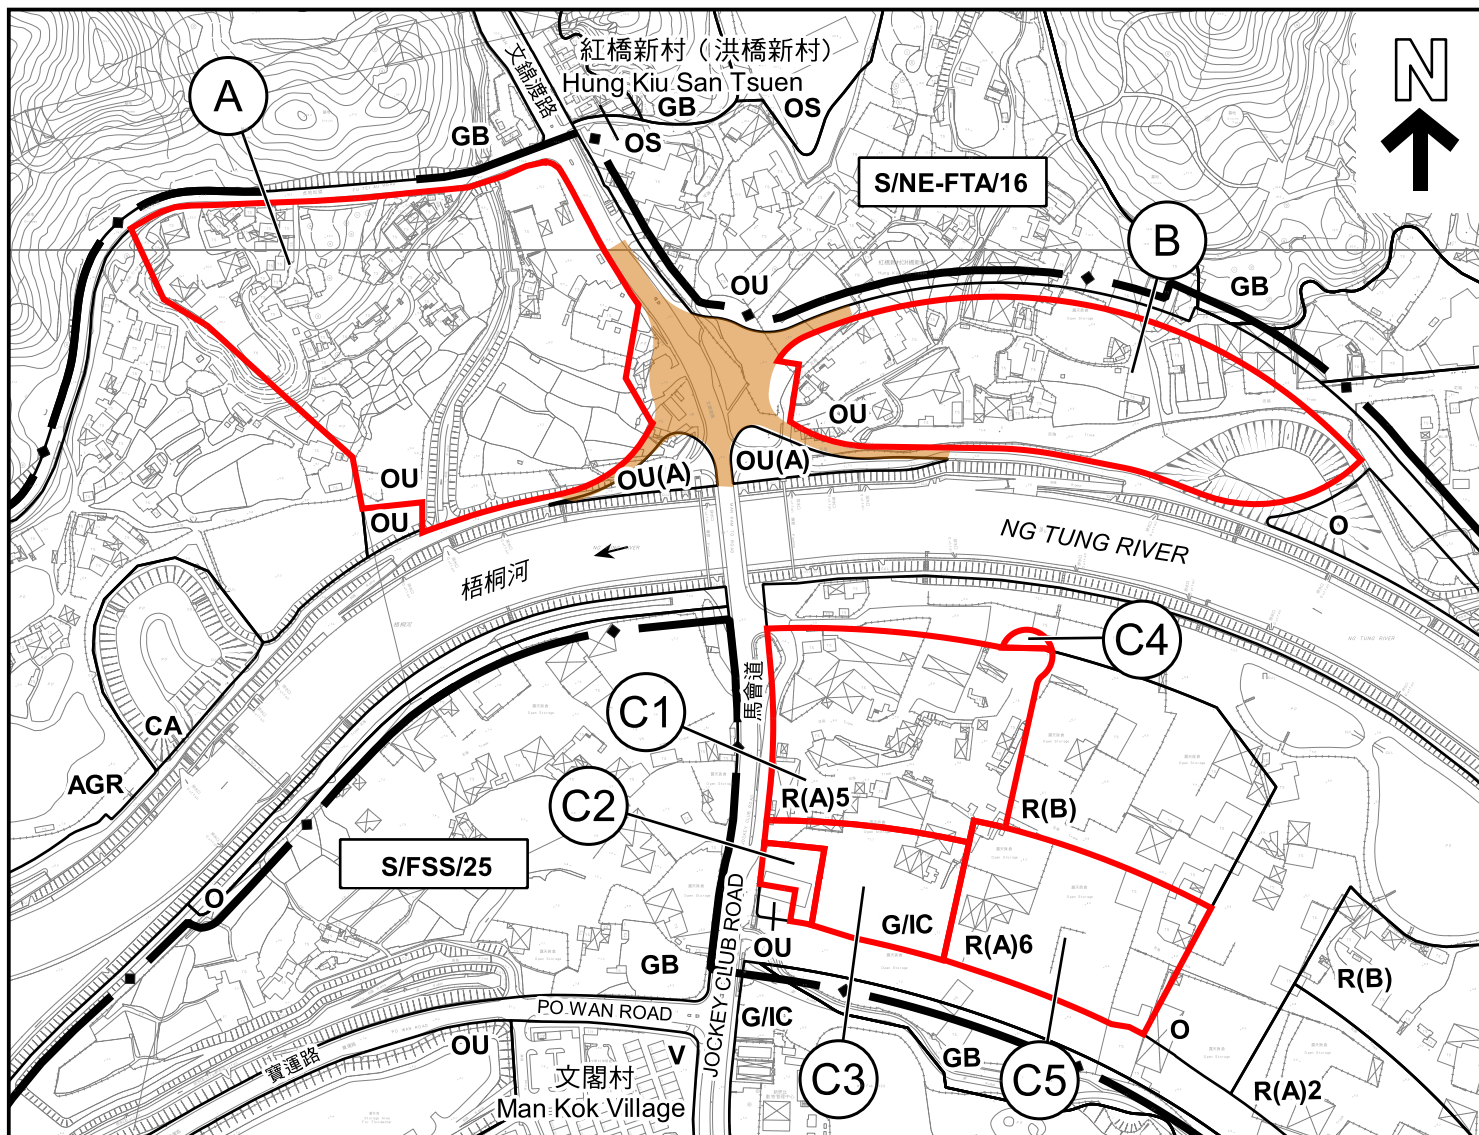 紅橋新村（洪橋新村）
Hung Kiu San Tsuen
文錦渡路
N
A
GB
GB
OS
OS
S/NE-FTA/16
B
OU
GB
OU
OU
OU(A)
OU(A)
OU
O
NG TUNG RIVER
梧桐河
C4
C1
馬會道
CA
AGR
C2
R(A)5
R(B)
S/FSS/25
O
G/IC
R(A)6
OU
GB
JOCKEY CLUB ROAD
R(B)
PO WAN ROAD
G/IC
O
OU
V
GB
寶運路
文閣村
Man Kok Village
C3
C5
R(A)2